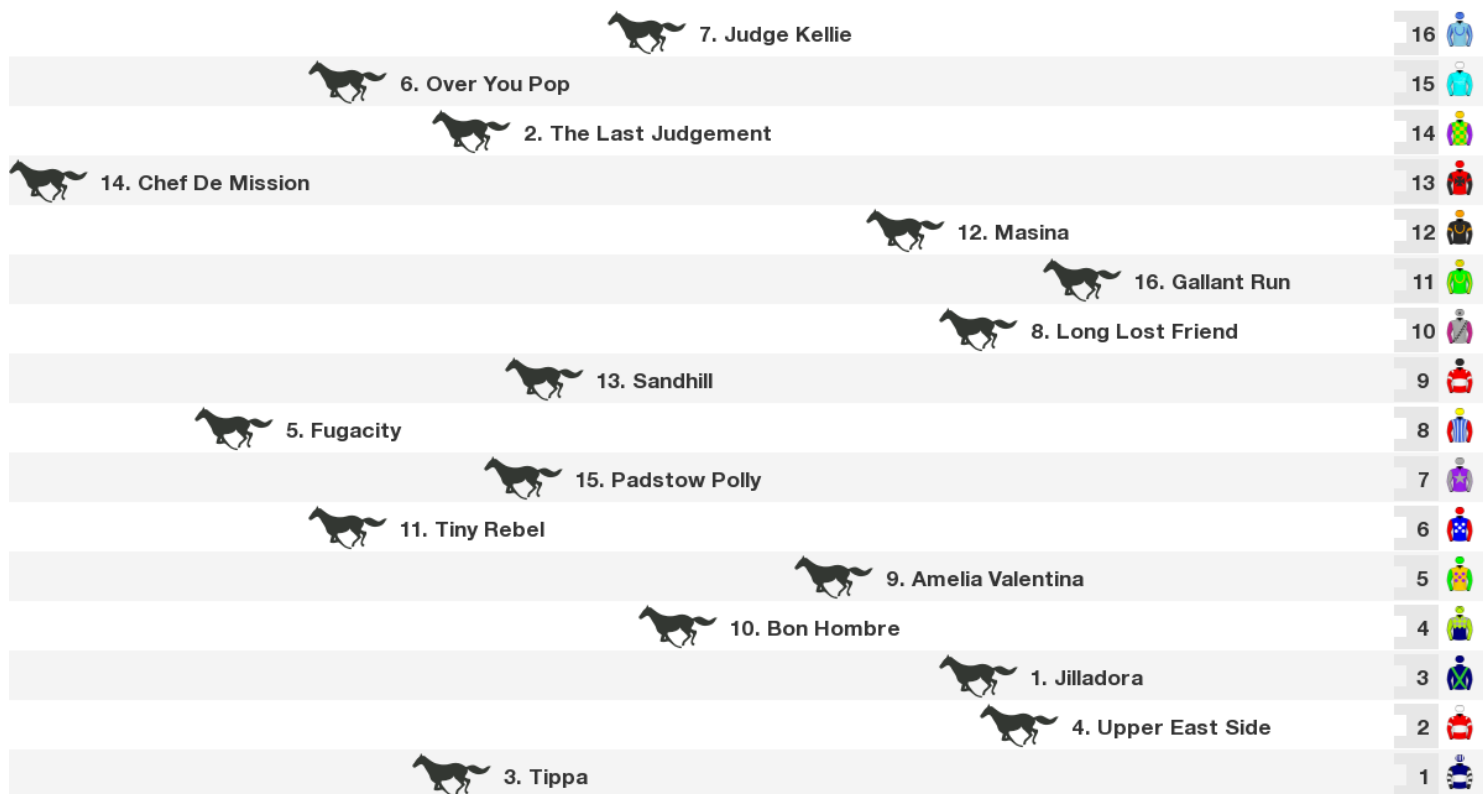 7. Judge Kellie 16
6. Over You Pop 15
2. The Last Judgement 14
14. Chef De Mission 13
12. Masina 12
16. Gallant Run 11
8. Long Lost Friend 10
13. Sandhill 9
5. Fugacity 8
15. Padstow Polly 7
11. Tiny Rebel 6
9. Amelia Valentina 5
10. Bon Hombre 4
1. Jilladora 3
4. Upper East Side 2
3. Tippa 1